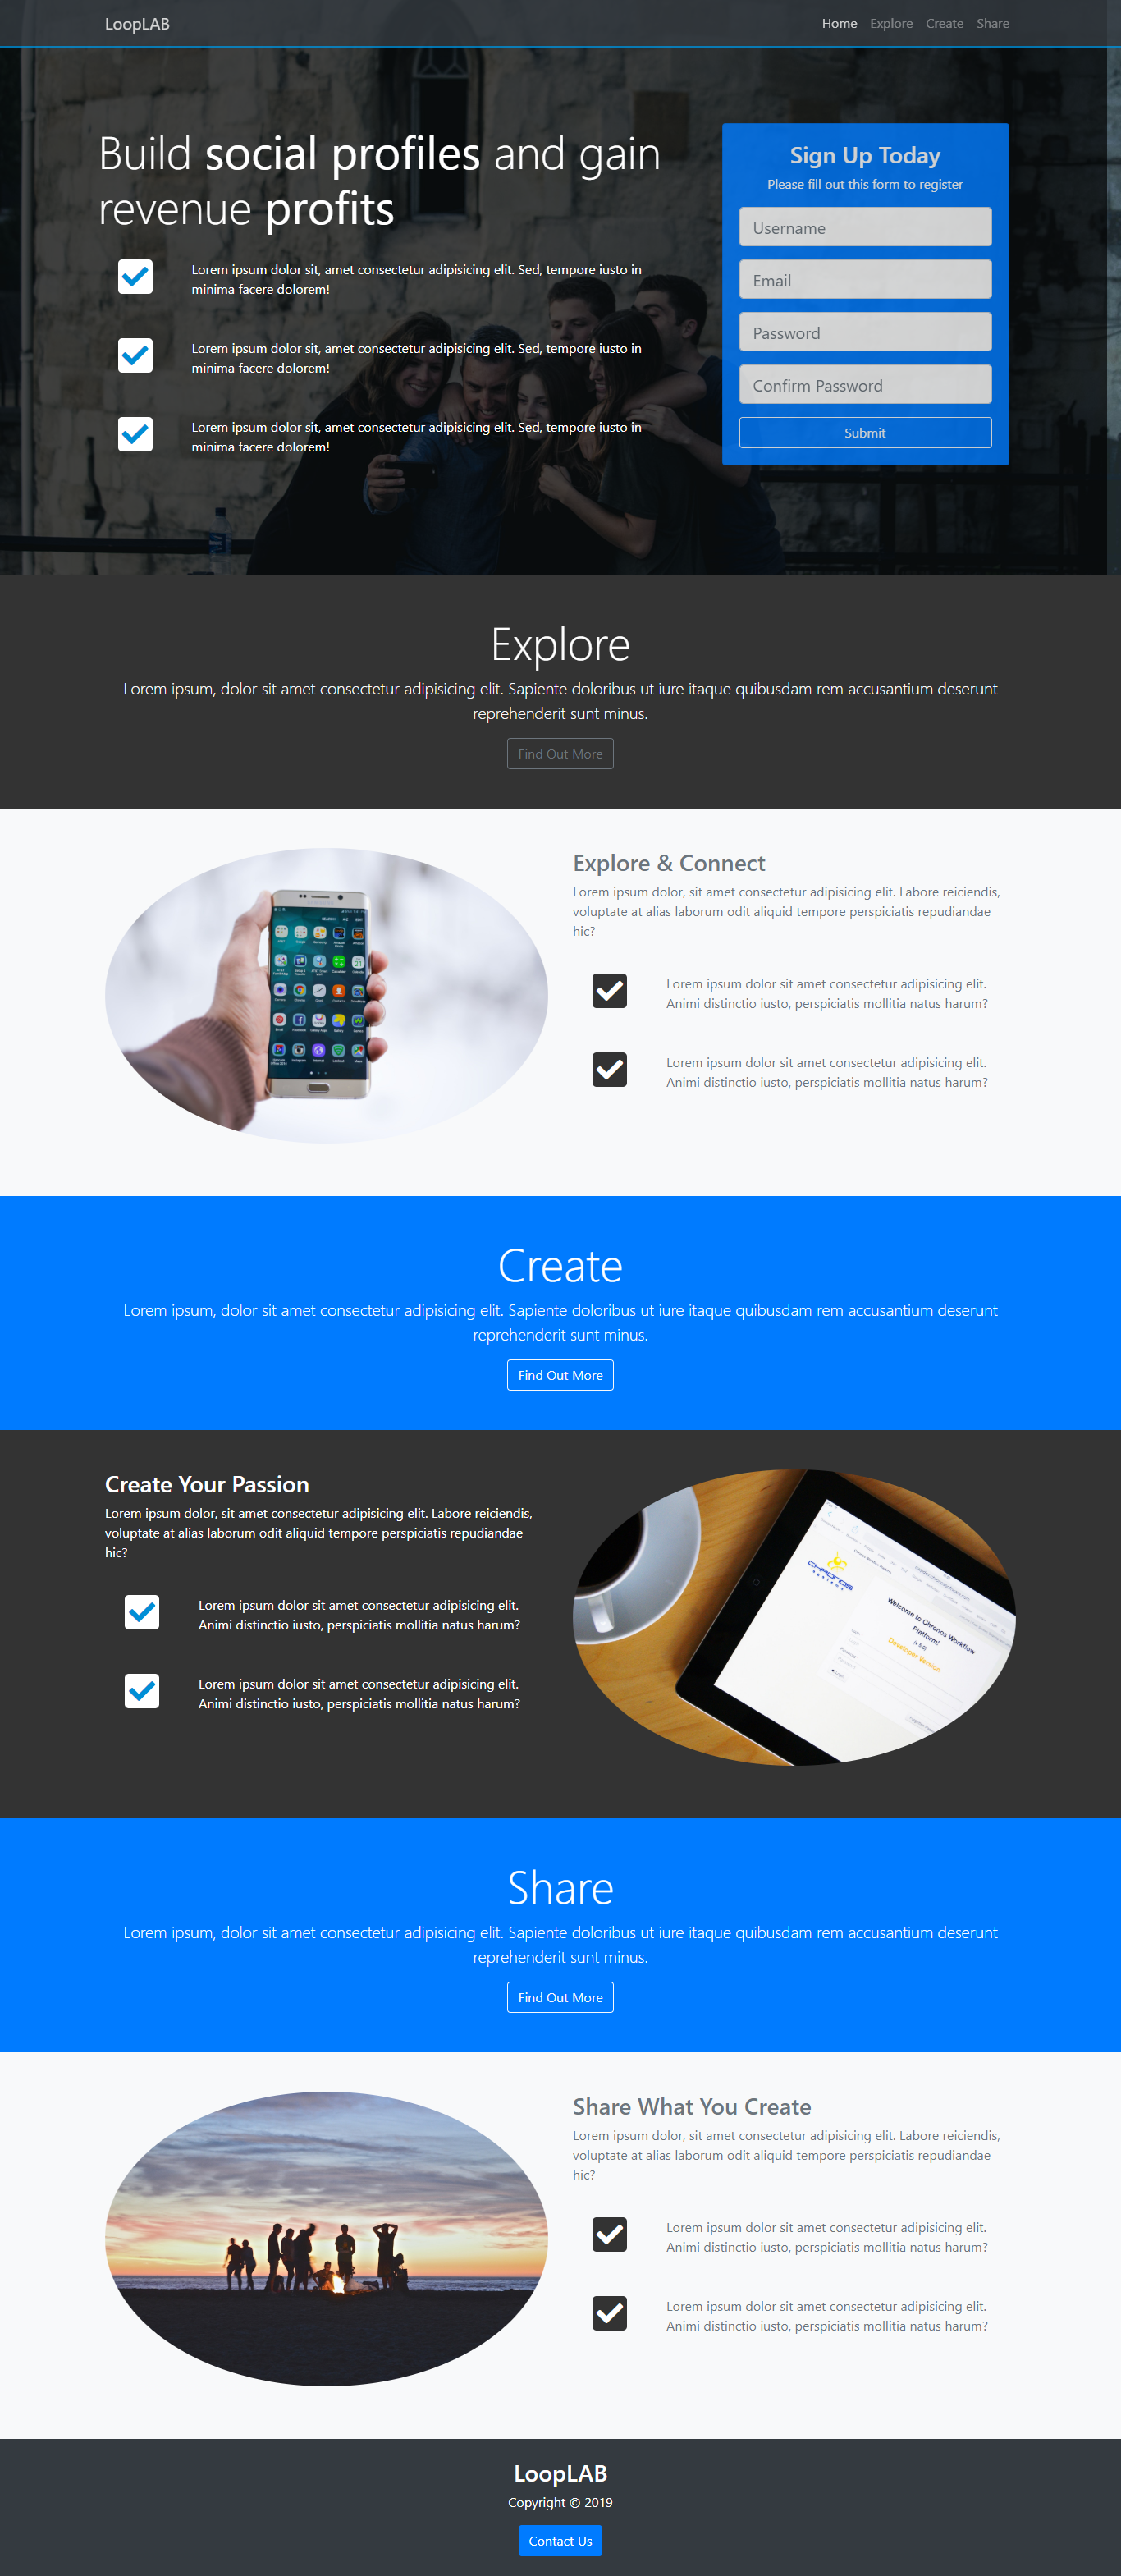 LoopLAB
Home Explore Create Share
Build social profiles and gain
revenue profits
Lorem ipsum dolor sit, amet consectetur adipisicing elit. Sed, tempore iusto in
minima facere dolorem!
Lorem ipsum dolor sit, amet consectetur adipisicing elit. Sed, tempore iusto in
minima facere dolorem!
Lorem ipsum dolor sit, amet consectetur adipisicing elit. Sed, tempore iusto in
minima facere dolorem!
Sign Up Today
Please fill out this form to register
Username
Email
Password
Confirm Password
Submit
Explore
Lorem ipsum, dolor sit amet consectetur adipisicing elit. Sapiente doloribus ut iure itaque quibusdam rem accusantium deserunt
reprehenderit sunt minus.
Find Out More
Explore & Connect
Lorem ipsum dolor, sit amet consectetur adipisicing elit. Labore reiciendis,
voluptate at alias laborum odit aliquid tempore perspiciatis repudiandae
hic?
Lorem ipsum dolor sit amet consectetur adipisicing elit.
Animi distinctio iusto, perspiciatis mollitia natus harum?
Lorem ipsum dolor sit amet consectetur adipisicing elit.
Animi distinctio iusto, perspiciatis mollitia natus harum?
Create
Lorem ipsum, dolor sit amet consectetur adipisicing elit. Sapiente doloribus ut iure itaque quibusdam rem accusantium deserunt
reprehenderit sunt minus.
Find Out More
Create Your Passion
Lorem ipsum dolor, sit amet consectetur adipisicing elit. Labore reiciendis,
voluptate at alias laborum odit aliquid tempore perspiciatis repudiandae
hic?
Lorem ipsum dolor sit amet consectetur adipisicing elit.
Animi distinctio iusto, perspiciatis mollitia natus harum?
Lorem ipsum dolor sit amet consectetur adipisicing elit.
Animi distinctio iusto, perspiciatis mollitia natus harum?
CHRONOS
Welcome to Chronos Workflow
Platform!
Developer Version
Share
Lorem ipsum, dolor sit amet consectetur adipisicing elit. Sapiente doloribus ut iure itaque quibusdam rem accusantium deserunt
reprehenderit sunt minus.
Find Out More
Share What You Create
Lorem ipsum dolor, sit amet consectetur adipisicing elit. Labore reiciendis,
voluptate at alias laborum odit aliquid tempore perspiciatis repudiandae
hic?
Lorem ipsum dolor sit amet consectetur adipisicing elit.
Animi distinctio iusto, perspiciatis mollitia natus harum?
Lorem ipsum dolor sit amet consectetur adipisicing elit.
Animi distinctio iusto, perspiciatis mollitia natus harum?
LoopLAB
Copyright © 2019
Contact Us